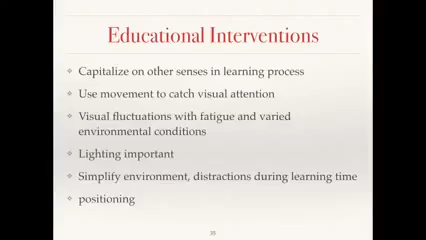 Educational Interventions
Capitalize on other senses in learning process
Use movement to catch visual attention
Visual fluctuations with fatigue and varied
environmental conditions
Lighting important
Simplify environment, distractions during learning time
positioning